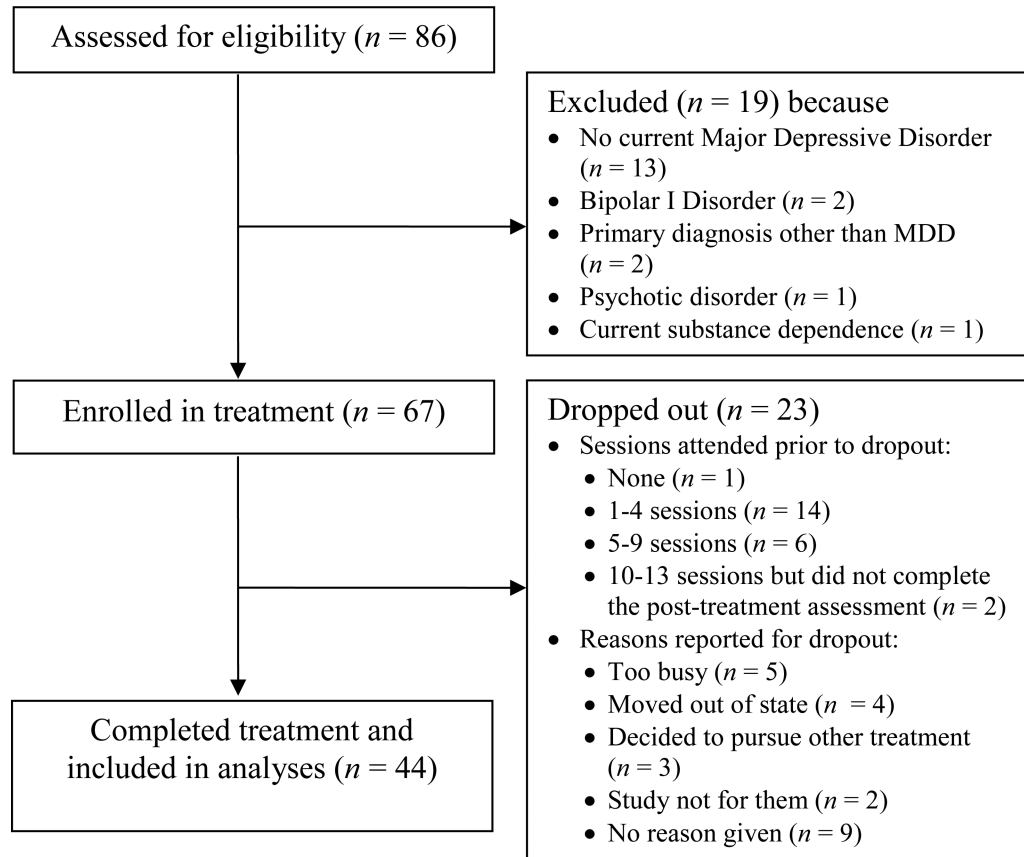 Assessed for eligibility (n = 86)
Excluded (n = 19) because
• No current Major Depressive Disorder
(n = 13)
• Bipolar I Disorder (n = 2)
• Primary diagnosis other than MDD
(n = 2)
• Psychotic disorder (n = 1)
• Current substance dependence (n = 1)
Enrolled in treatment (n = 67)
Dropped out (n = 23)
• Sessions attended prior to dropout:
• None (n = 1)
• 1-4 sessions (n = 14)
• 5-9 sessions (n = 6)
• 10-13 sessions but did not complete
the post-treatment assessment (n = 2)
• Reasons reported for dropout:
• Too busy (n = 5)
• Moved out of state (n = 4)
• Decided to pursue other treatment
(n = 3)
• Study not for them (n = 2)
• No reason given (n = 9)
Completed treatment and
included in analyses (n = 44)